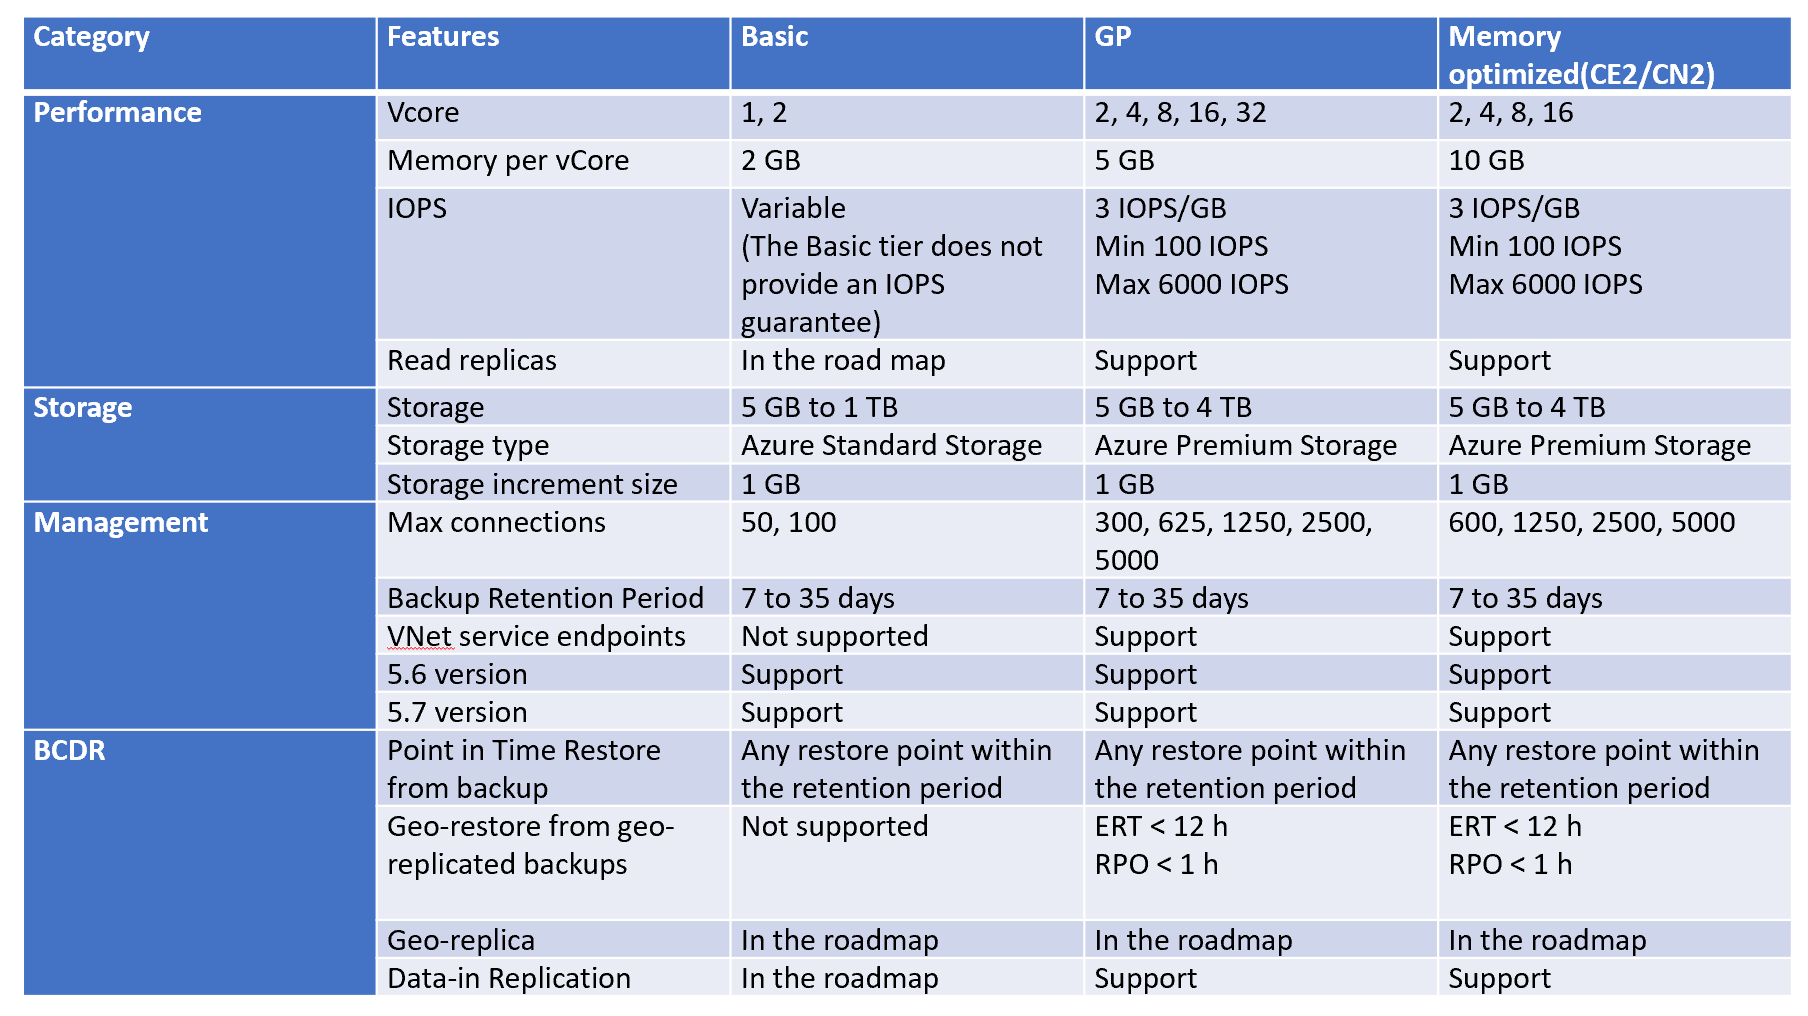 Category Features Basic GP Memory
optimized(CE2/CN2)
Performance Vcore 1, 2 2, 4, 8, 16, 32 2, 4, 8, 16
Memory per vCore 2 GB 5 GB 10 GB
IOPS Variable 3 IOPS/GB 3 IOPS/GB
(The Basic tier does not Min 100 IOPS Min 100 IOPS
provide an IOPS Max 6000 IOPS Max 6000 IOPS
guarantee)
Read replicas In the road map Support Support
Storage Storage 5 GB to 1 TB 5 GB to 4 TB 5 GB to 4 TB
Storage type Azure Standard Storage Azure Premium Storage Azure Premium Storage
Storage increment size 1 GB 1 GB 1 GB
Management Max connections 50, 100 300, 625, 1250, 2500, 600, 1250, 2500, 5000
5000
Backup Retention Period 7 to 35 days 7 to 35 days 7 to 35 days
VNet service endpoints Not supported Support Support
5.6 version Support Support Support
5.7 version Support Support Support
BCDR Point in Time Restore Any restore point within Any restore point within Any restore point within
from backup the retention period the retention period the retention period
Geo-restore from geo- Not supported ERT < 12 h ERT < 12 h
replicated backups RPO < 1 h RPO < 1 h
Geo-replica In the roadmap In the roadmap In the roadmap
Data-in Replication In the roadmap Support Support